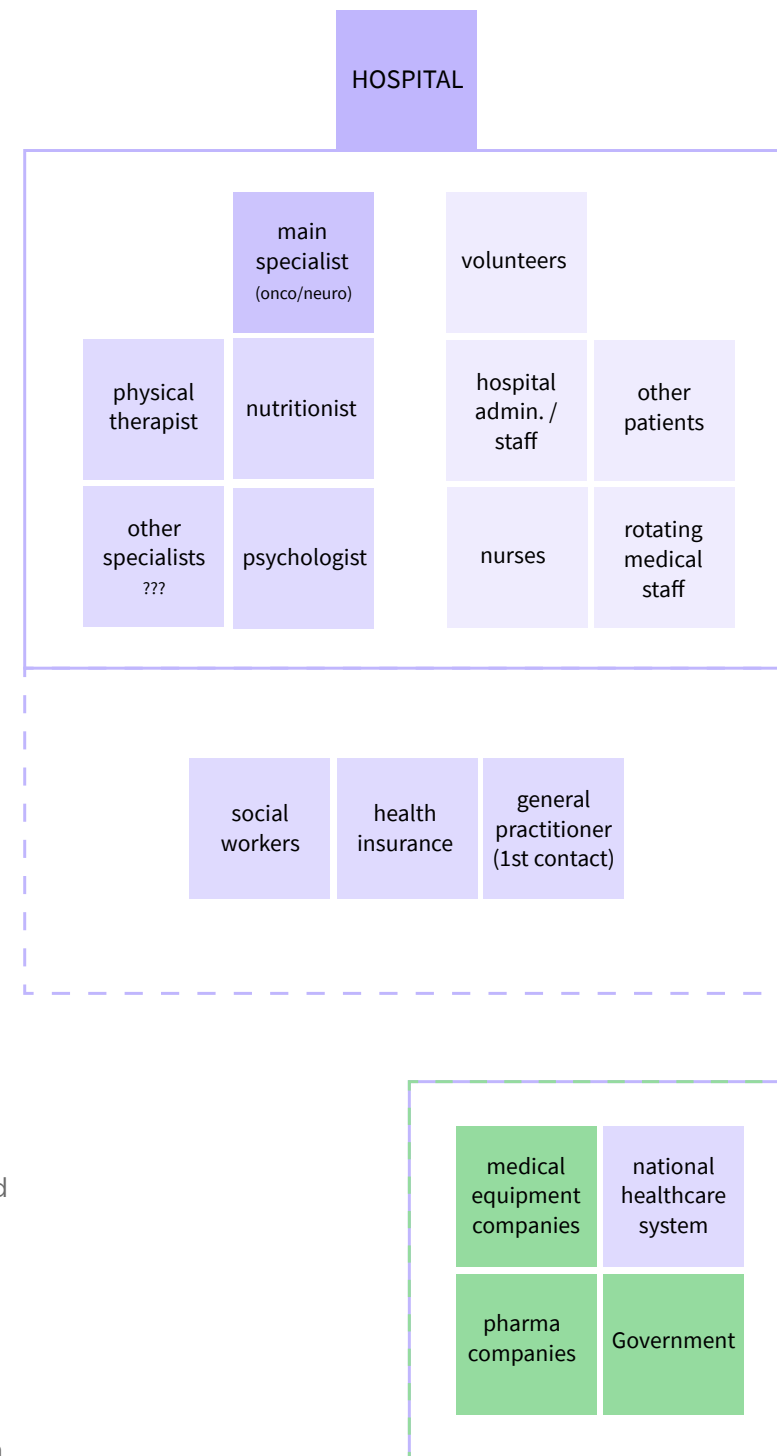 HOSPITAL
main
specialist
(onco/neuro)
volunteers
physical
therapist
nutritionist
hospital
admin. /
staff
other
patients
other
specialists
???
psychologist
nurses
rotating
medical
staff
social
workers
health
insurance
general
practitioner
(1st contact)
d
medical
equipment
companies
national
healthcare
system
pharma
companies
Government